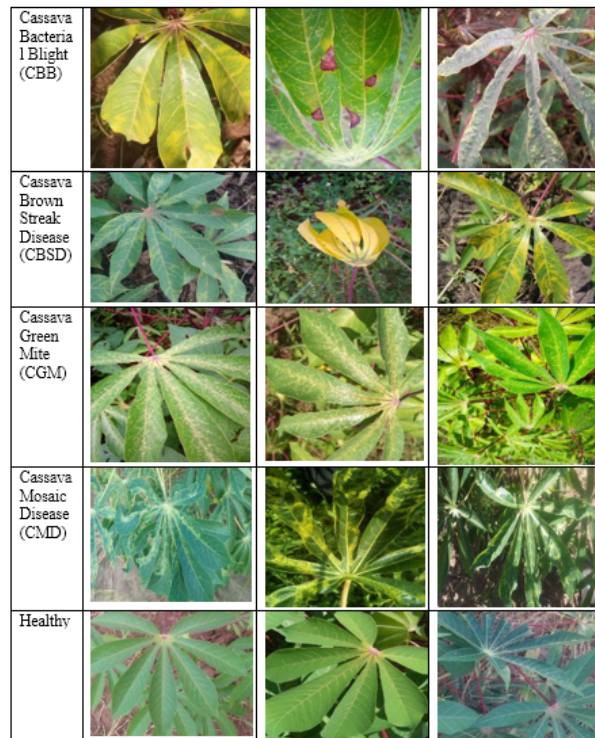 Cassava
Bacteria
l Blight
(CBB)
Cassava
Brown
Streak
Disease
(CBSD)
Cassava
Green
Mite
(CGM)
Cassava
Mosaic
Disease
(CMD)
Healthy